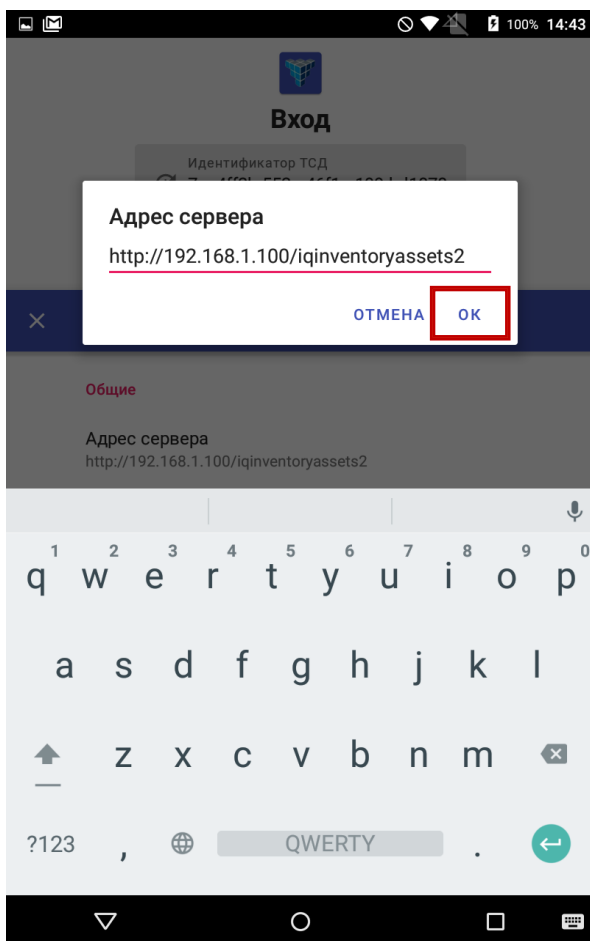 100% 14:43
Вход
Идентификатор ТСД
Адрес сервера
http://192.168.1.100/iqinventoryassets2
ОТМЕНА ОК
Общие
Адрес сервера
http://192.168.1.100/iqinventoryassets2
1 2 3 4 5 6 7 8 9 0
q w e r t y u i o p
a s d f g h j k l
z x c v b n m
?123 , QWERTY .